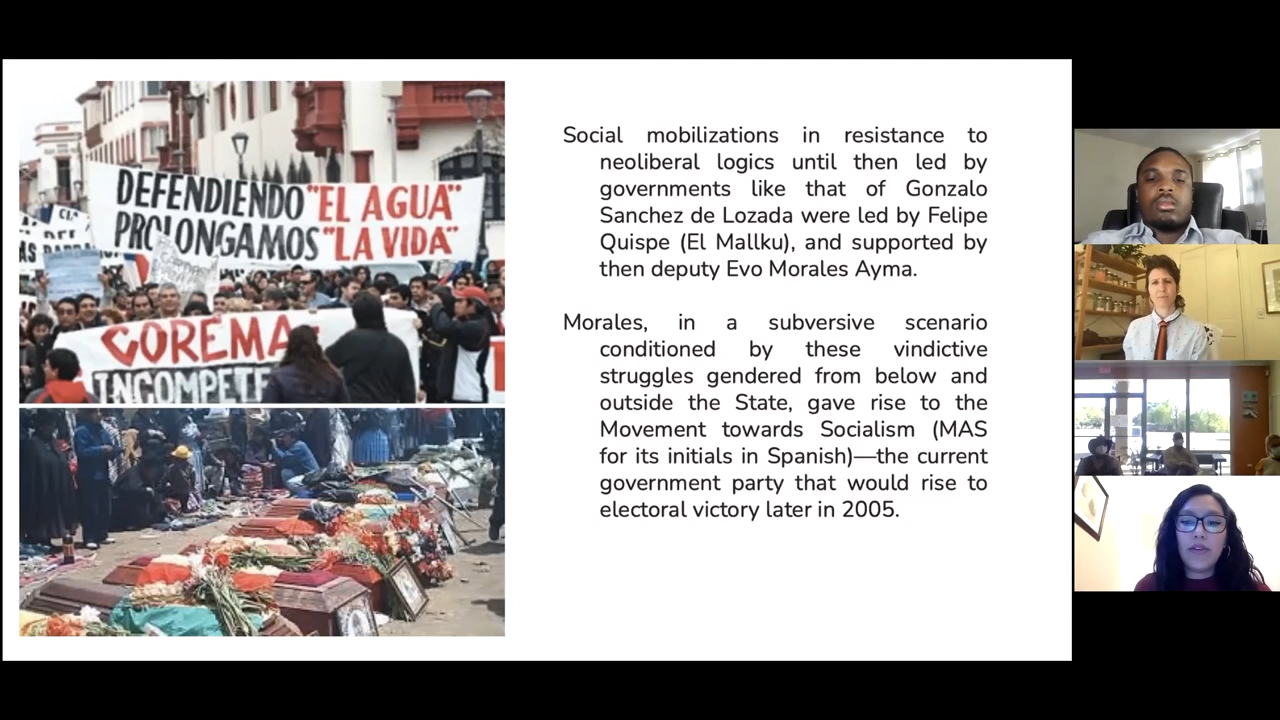 DEFENDIENDO "EL AGUA"
PROLONGAMOS "LA VIDA"
COREMA
INCOMPETE
Social mobilizations in resistance to
neoliberal logics until then led by
governments like that of Gonzalo
Sanchez de Lozada were led by Felipe
Quispe (El Mallku), and supported by
then deputy Evo Morales Ayma.
Morales, in a subversive scenario
conditioned by these vindictive
struggles gendered from below and
outside the State, gave rise to the
Movement towards Socialism (MAS
for its initials in Spanish)—the current
government party that would rise to
electoral victory later in 2005.